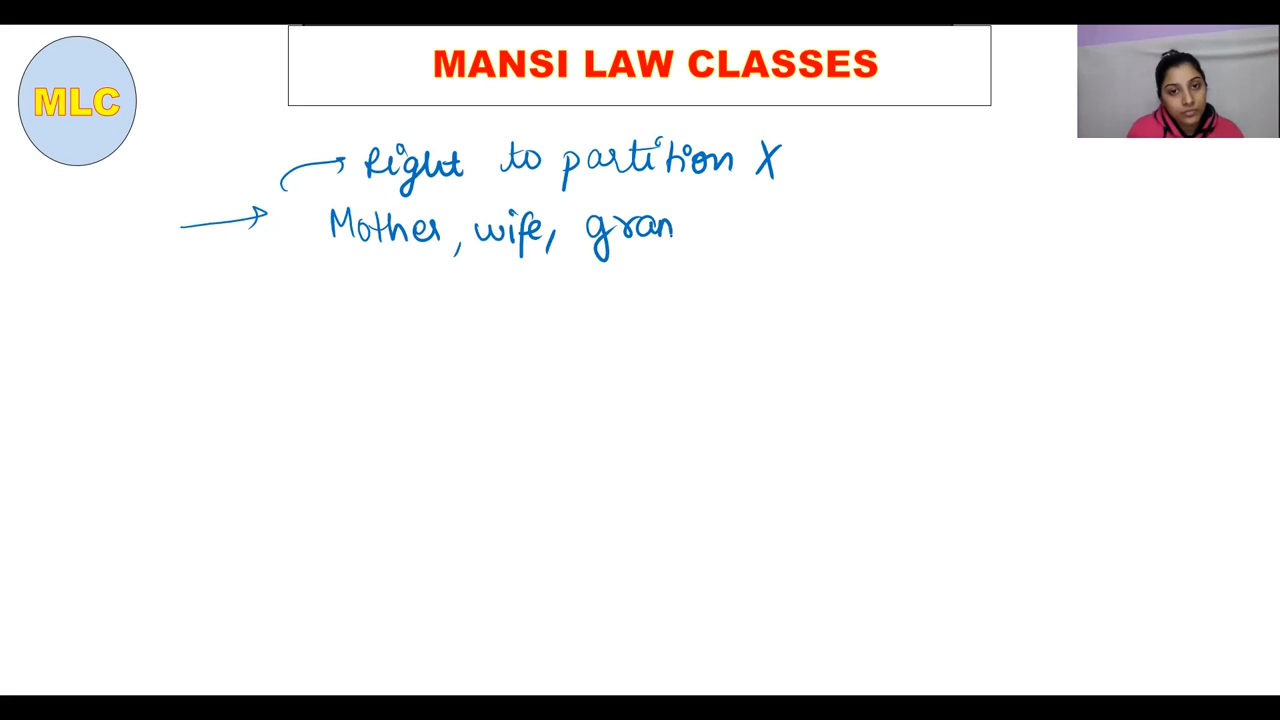 MANSI LAW CLASSES
MLC
Right to partition X
Mother, wife, gran